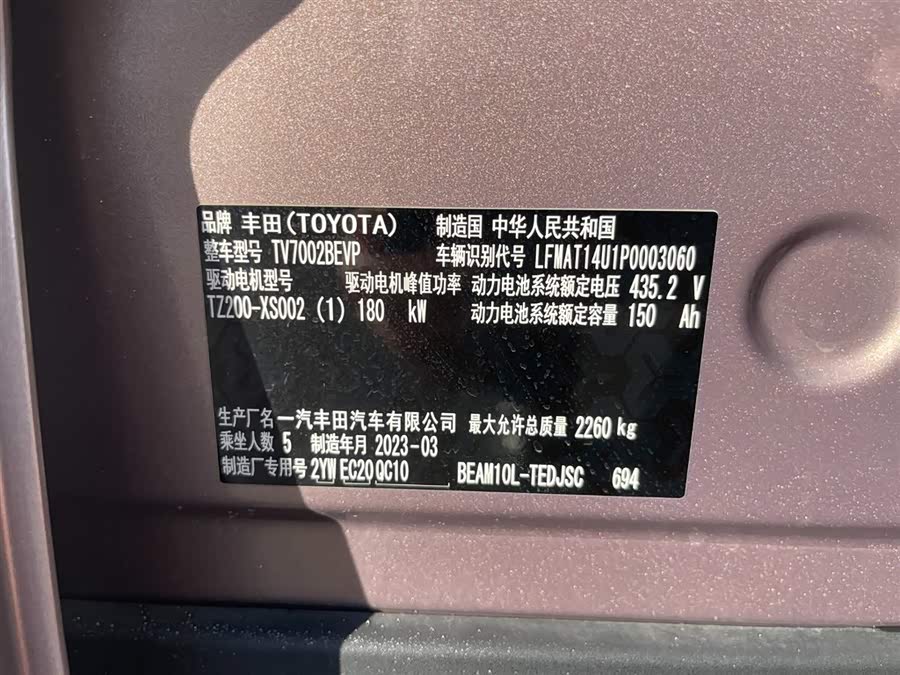 品牌 丰田(TOYOTA) 制造国 中华人民共和国
整车型号 TV7002BEVP 车辆识别代号 LFMAT14U1P0003060
驱动电机型号 驱动电机峰值功率 动力电池系统额定电压 435.2 V
TZ200-XS002 (1) 180 kW 动力电池系统额定容量 150 Ah
生产厂名 一汽丰田汽车有限公司 最大允许总质量 2260 kg
乘坐人数 5 制造年月 2023-03
制造厂专用号 2YW EC20 QC10 BEAM10L-TEDJSC 694